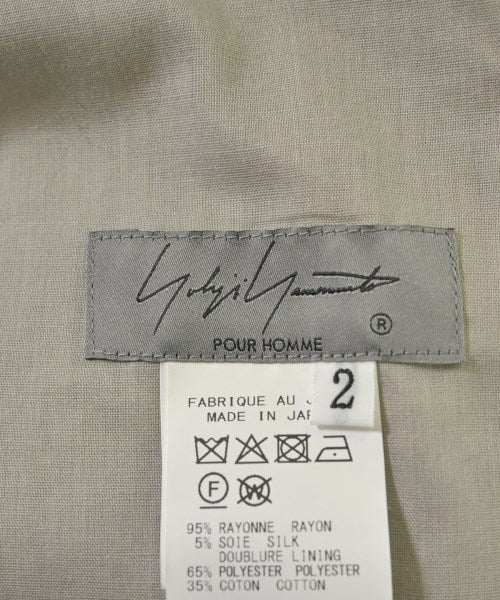 Yohji Yamamoto
®
POUR HOMME
FABRIQUE AU
MADE IN
2
F
W
95% RAYONNE RAYON
5% SOIE SILK
DOUBLURE LINING
65% POLYESTER POLYESTER
35% COTON COTTON